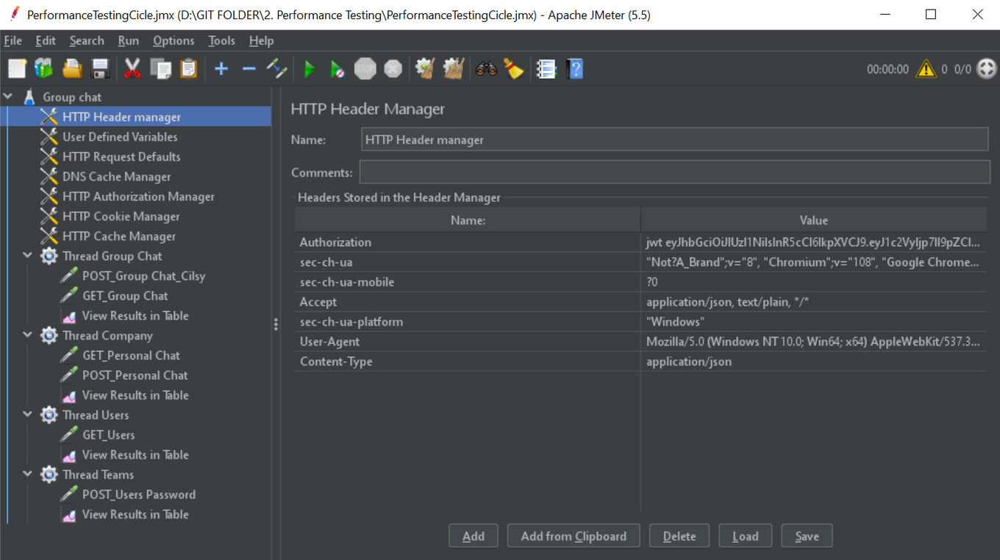 PerformanceTestingCicle.jmx (D:\GIT FOLDER\2. Performance Testing\PerformanceTestingCicle.jmx) - Apache JMeter (5.5)
File Edit Search Run Options Tools Help
00:00:00 0 0/0
Group chat
HTTP Header manager
User Defined Variables
HTTP Request Defaults
DNS Cache Manager
HTTP Authorization Manager
HTTP Cookie Manager
HTTP Cache Manager
Thread Group Chat
POST_Group Chat_Cilsy
GET_Group Chat
View Results in Table
Thread Company
GET_Personal Chat
POST_Personal Chat
View Results in Table
Thread Users
GET_Users
View Results in Table
Thread Teams
POST_Users Password
View Results in Table
HTTP Header Manager
Name: HTTP Header manager
Comments:
Headers Stored in the Header Manager
Name: Value
Authorization jwt eyJhbGciOiJIUzI1NiIsInR5cCI6IkpXVCJ9.eyJ1c2VyIjp7Il9pZCI...
sec-ch-ua "Not?A_Brand";v="8", "Chromium";v="108", "Google Chrome...
sec-ch-ua-mobile ?0
Accept application/json, text/plain, */*
sec-ch-ua-platform "Windows"
User-Agent Mozilla/5.0 (Windows NT 10.0; Win64; x64) AppleWebKit/537.3...
Content-Type application/json
Add Add from Clipboard Delete Load Save